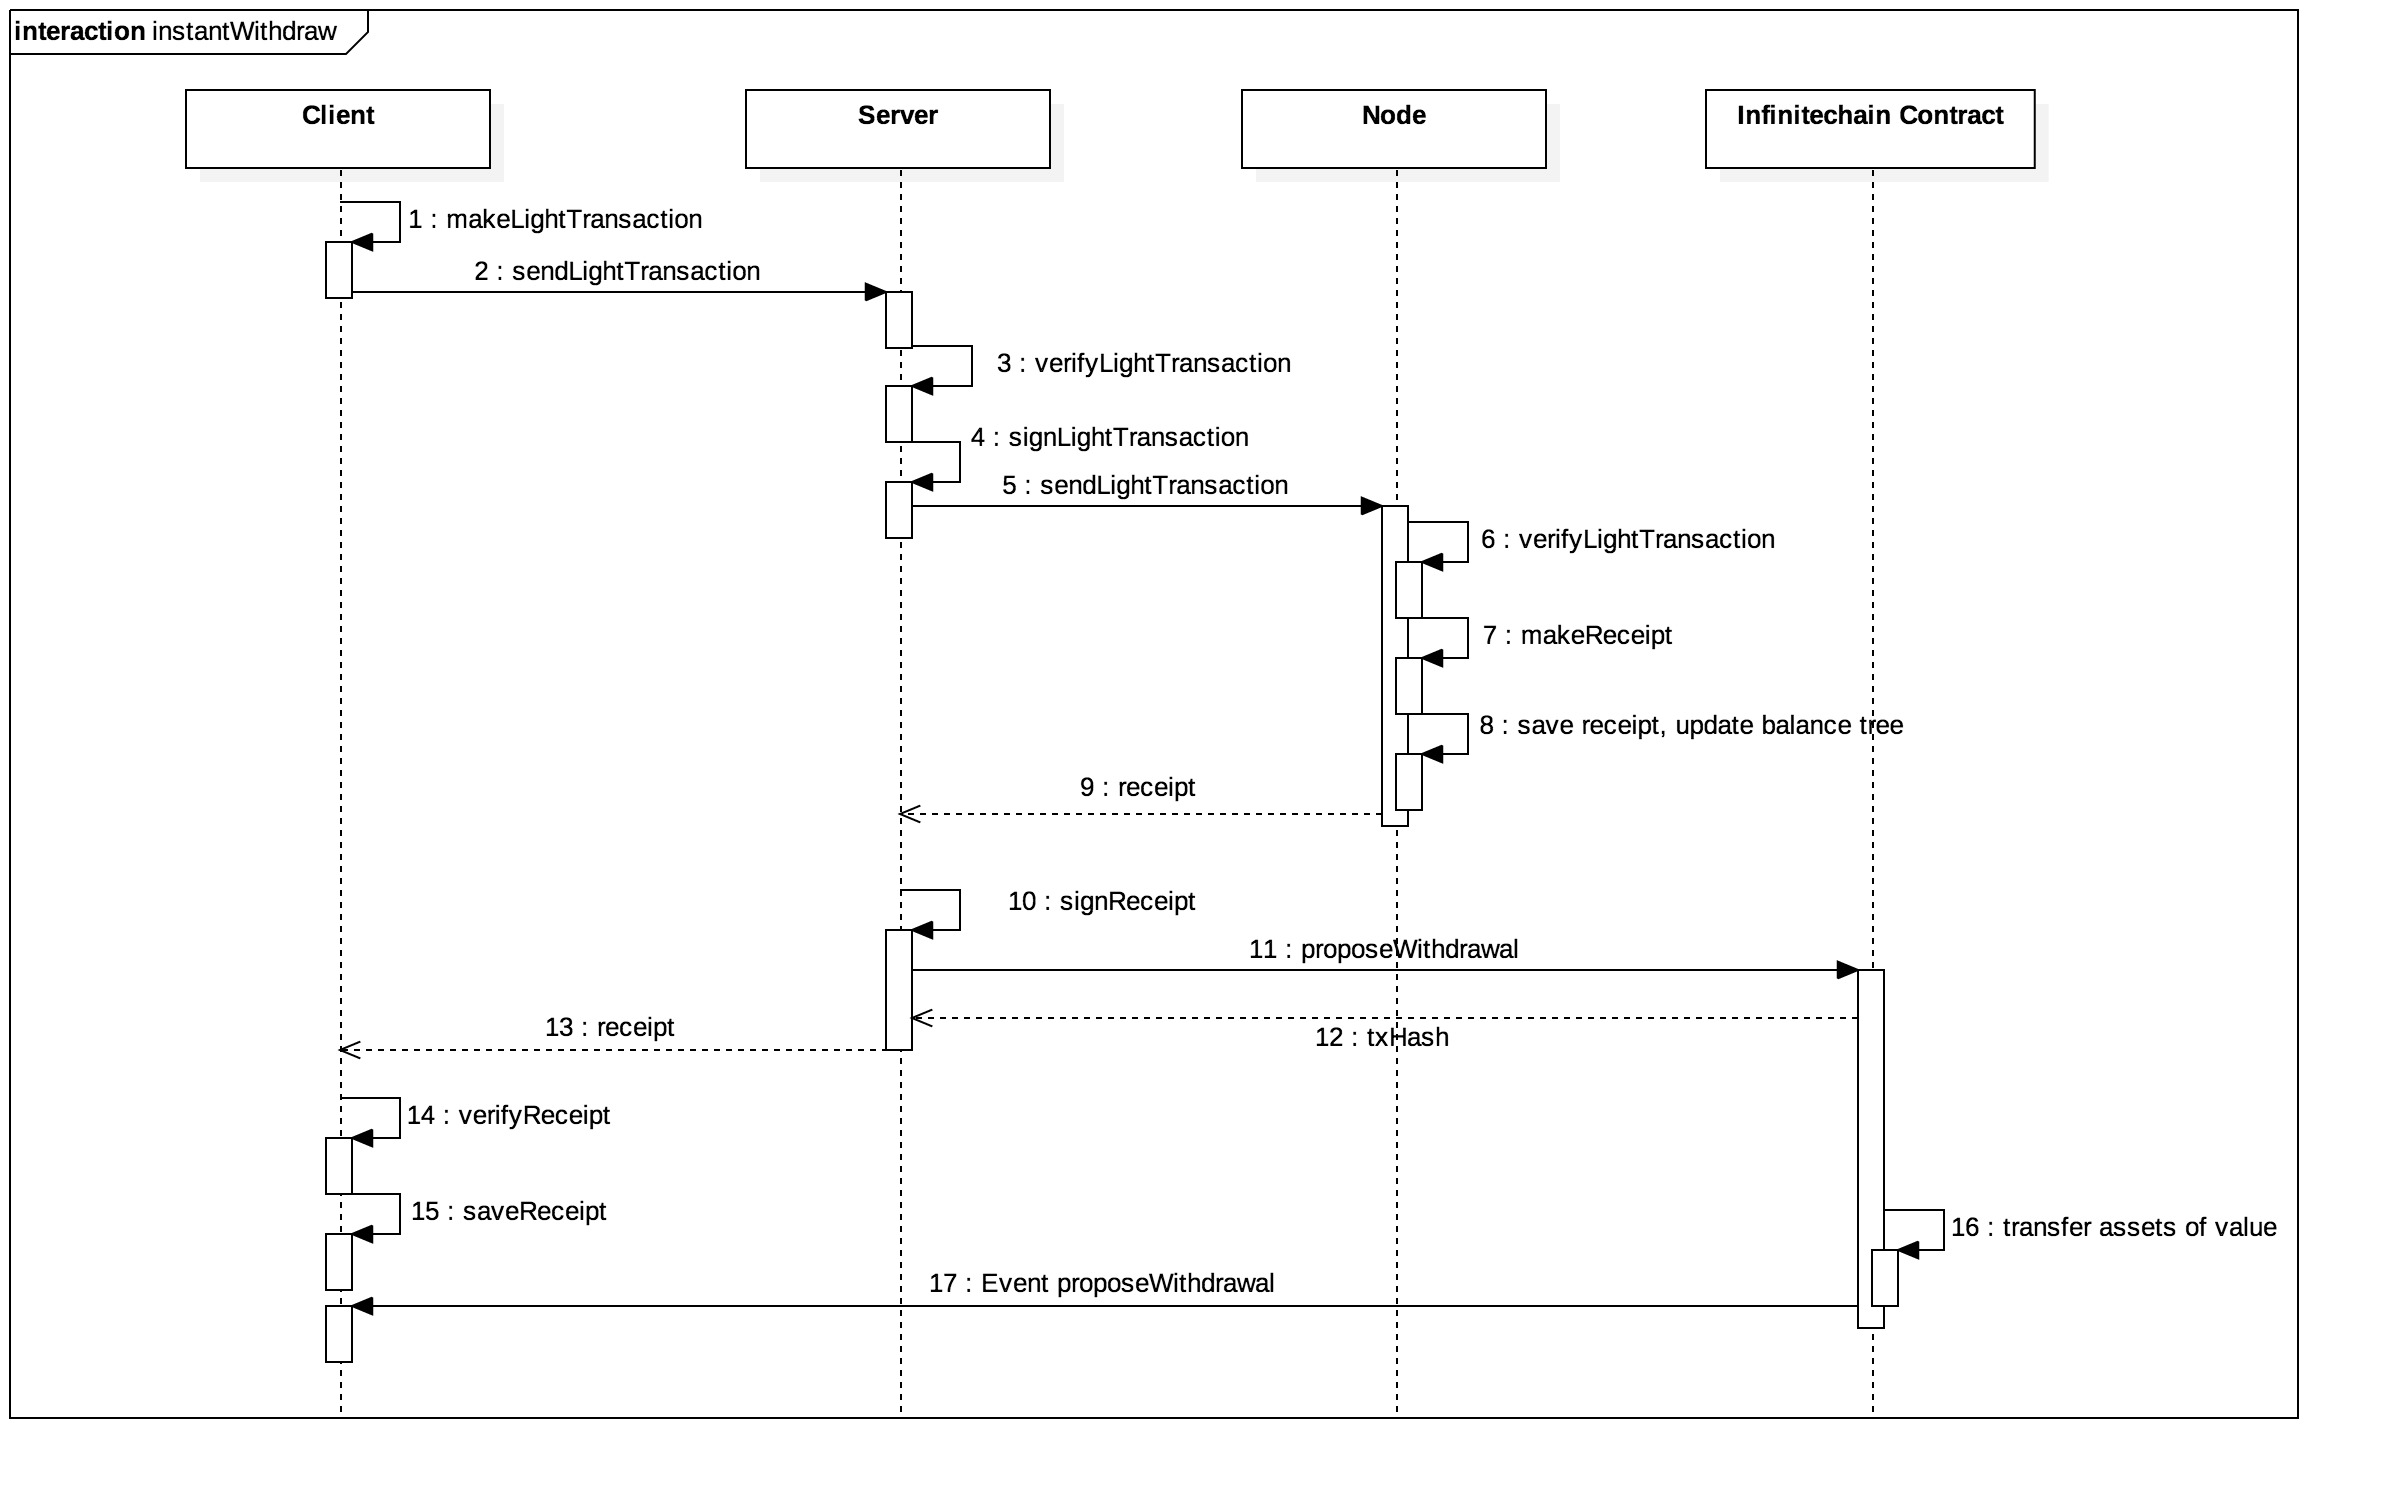 interaction instantWithdraw
Client
Server
Node
Infinitechain Contract
1 : makeLightTransaction
2 : sendLightTransaction
3 : verifyLightTransaction
4 : signLightTransaction
5 : sendLightTransaction
6 : verifyLightTransaction
7 : makeReceipt
8 : save receipt, update balance tree
9 : receipt
10 : signReceipt
11 : proposeWithdrawal
12 : txHash
13 : receipt
14 : verifyReceipt
15 : saveReceipt
16 : transfer assets of value
17 : Event proposeWithdrawal